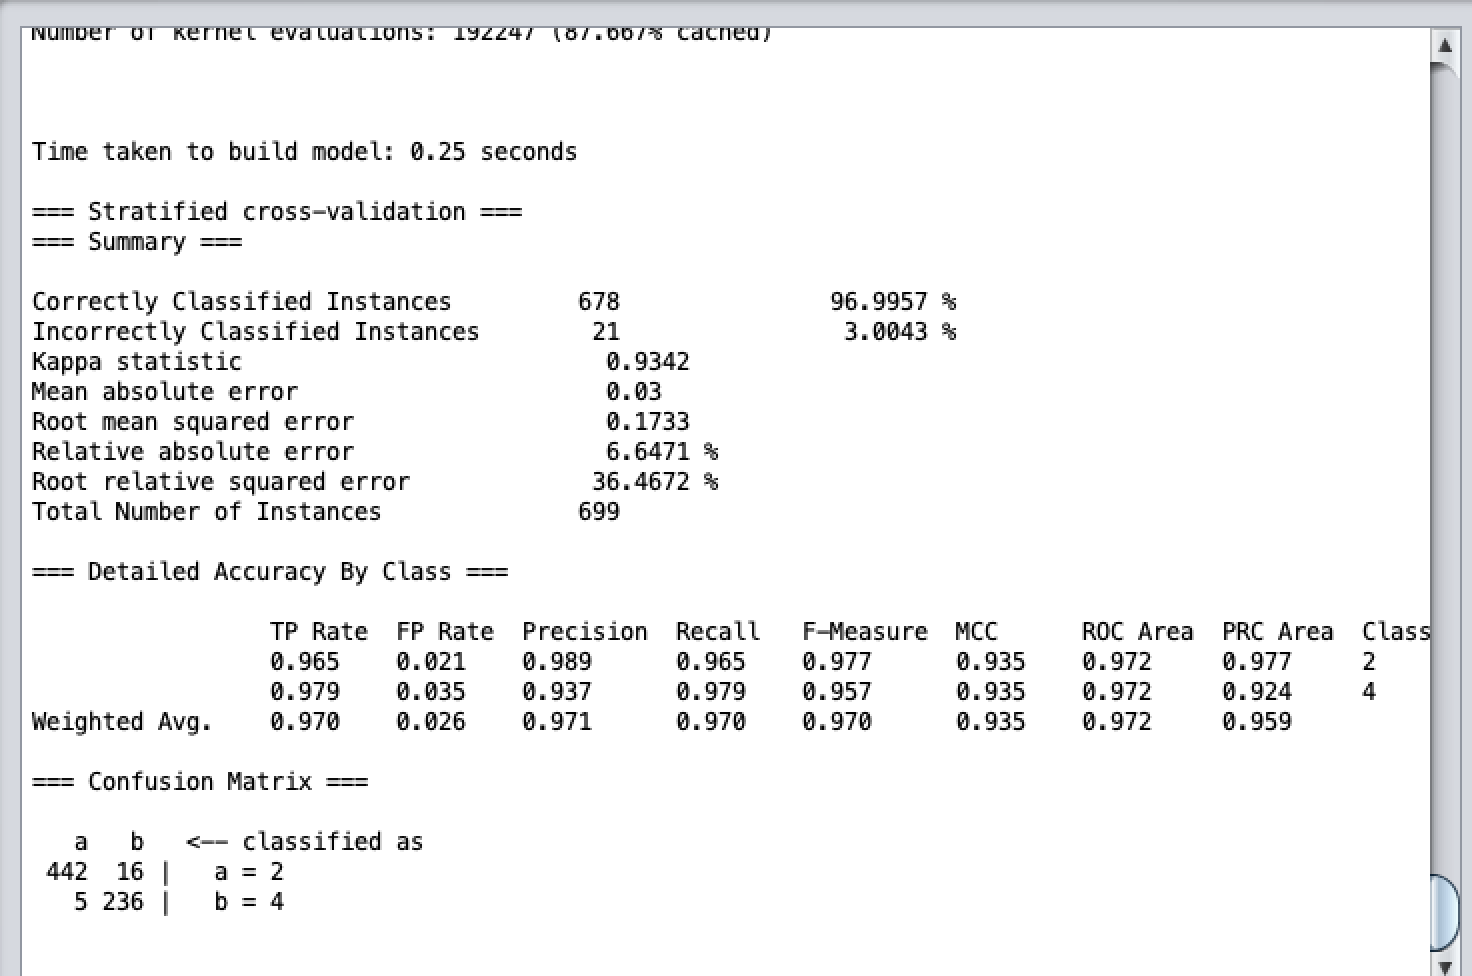 Number of kernel evaluations: 192247 (87.667% cached)
Time taken to build model: 0.25 seconds
=== Stratified cross-validation ===
=== Summary ===
Correctly Classified Instances 678 96.9957 %
Incorrectly Classified Instances 21 3.0043 %
Kappa statistic 0.9342
Mean absolute error 0.03
Root mean squared error 0.1733
Relative absolute error 6.6471 %
Root relative squared error 36.4672 %
Total Number of Instances 699
=== Detailed Accuracy By Class ===
TP Rate FP Rate Precision Recall F-Measure MCC ROC Area PRC Area Class
0.965 0.021 0.989 0.965 0.977 0.935 0.972 0.977 2
0.979 0.035 0.937 0.979 0.957 0.935 0.972 0.924 4
Weighted Avg. 0.970 0.026 0.971 0.970 0.970 0.935 0.972 0.959
=== Confusion Matrix ===
a b <-- classified as
442 16 | a = 2
5 236 | b = 4